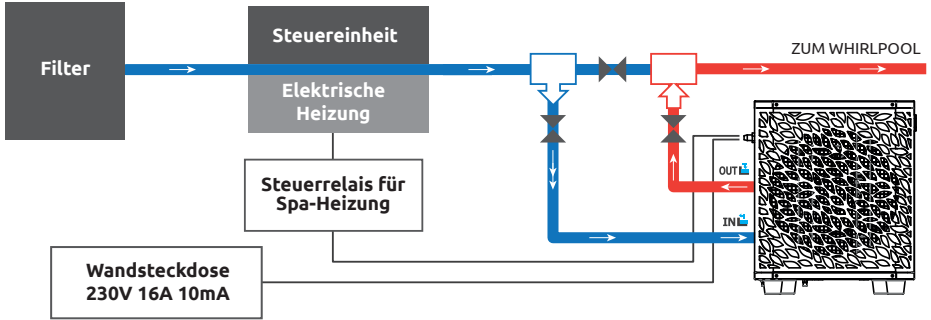 Filter
Steuereinheit
Elektrische
Heizung
ZUM WHIRLPOOL
OUT
IN
Steuerrelais für
Spa-Heizung
Wandsteckdose
230V 16A 10mA